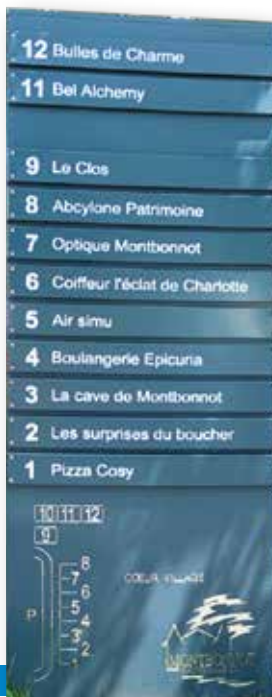 12 Bulles de Charme
11 Bel Alchemy
9 Le Clos
8 Abcylone Patrimoine
7 Optique Montbonnot
6 Coiffeur l'éclat de Charlotte
5 Air simu
4 Boulangerie Epicuria
3 La cave de Montbonnot
2 Les surprises du boucher
1 Pizza Cosy
10 11 12
9
8
7
6
5
4
3
2
1
P
COEUR VILLAGE
MONTBONNOT